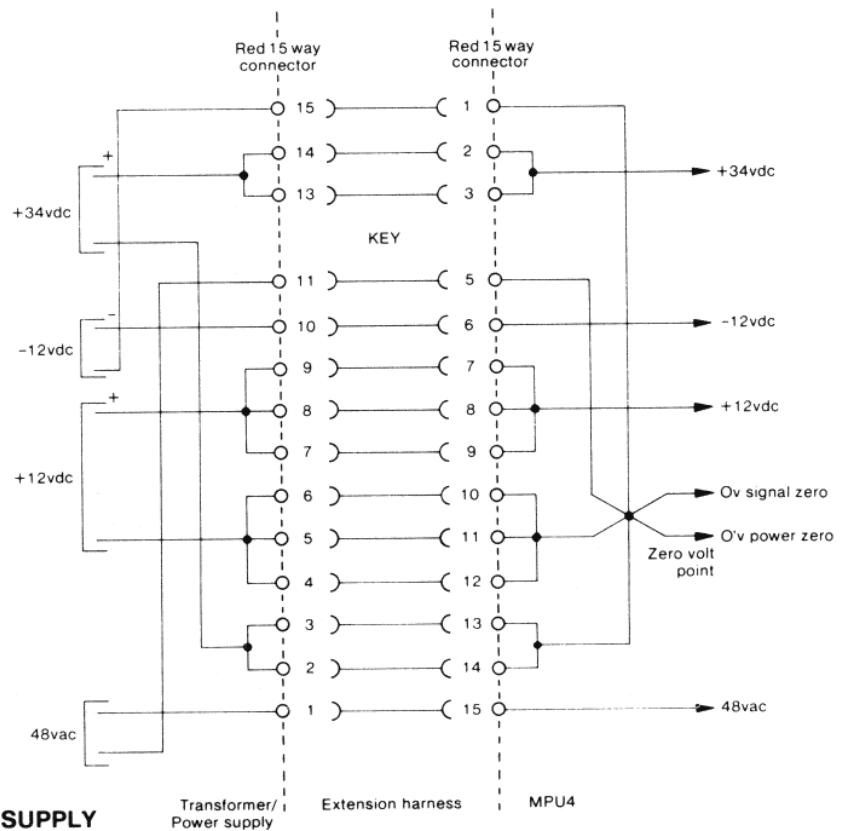 Red 15 way connector
Red 15 way connector
15 1
+ 14 2 +34vdc
13 3
+34vdc KEY
11 5
- 10 6 -12vdc
-12vdc 9 7
+ 8 8 +12vdc
7 9
+12vdc 6 10 Ov signal zero
5 11 O'v power zero
Zero volt point
4 12
3 13
2 14
1 15 48vac
48vac
SUPPLY Transformer/ Extension harness MPU4
Power supply